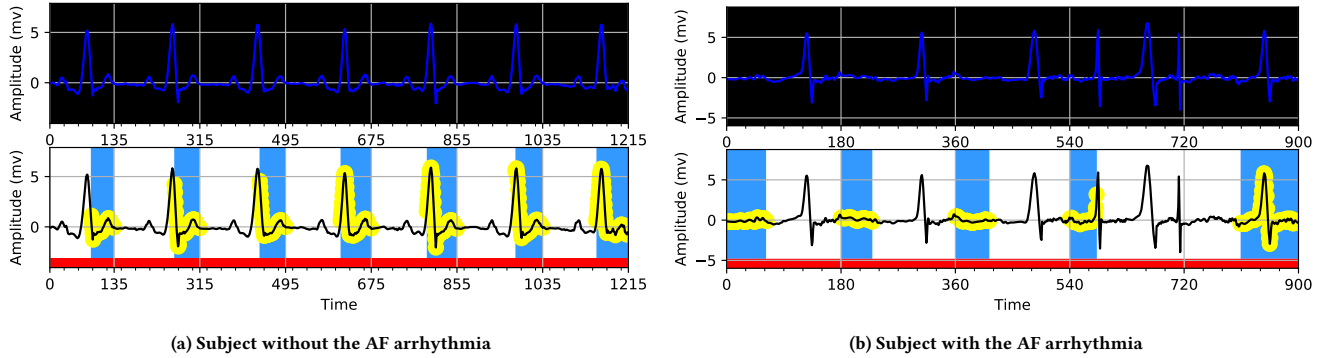 Amplitude (mv)
5
0
0 135 315 495 675 855 1035 1215
Amplitude (mv)
5
0
0 135 315 495 675 855 1035 1215
Time
(a) Subject without the AF arrhythmia
Amplitude (mv)
5
0
−5
0 180 360 540 720 900
Amplitude (mv)
5
0
−5
0 180 360 540 720 900
Time
(b) Subject with the AF arrhythmia